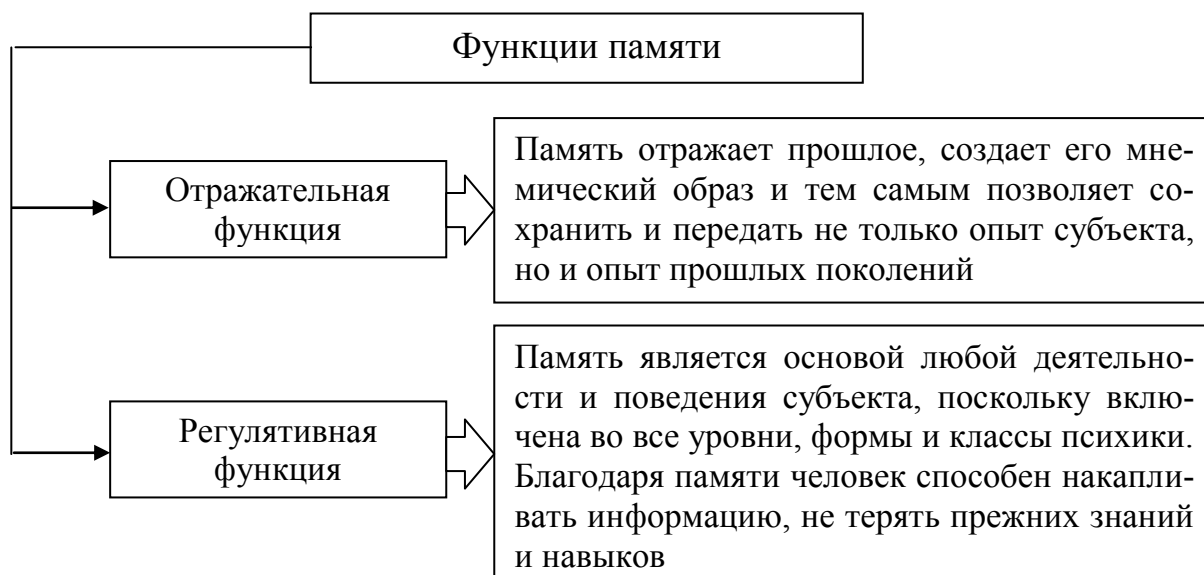 Функции памяти
Отражательная
функция
Память отражает прошлое, создает его мне-
мический образ и тем самым позволяет со-
хранить и передать не только опыт субъекта,
но и опыт прошлых поколений
Регулятивная
функция
Память является основой любой деятельно-
сти и поведения субъекта, поскольку вклю-
чена во все уровни, формы и классы психики.
Благодаря памяти человек способен накапли-
вать информацию, не терять прежних знаний
и навыков